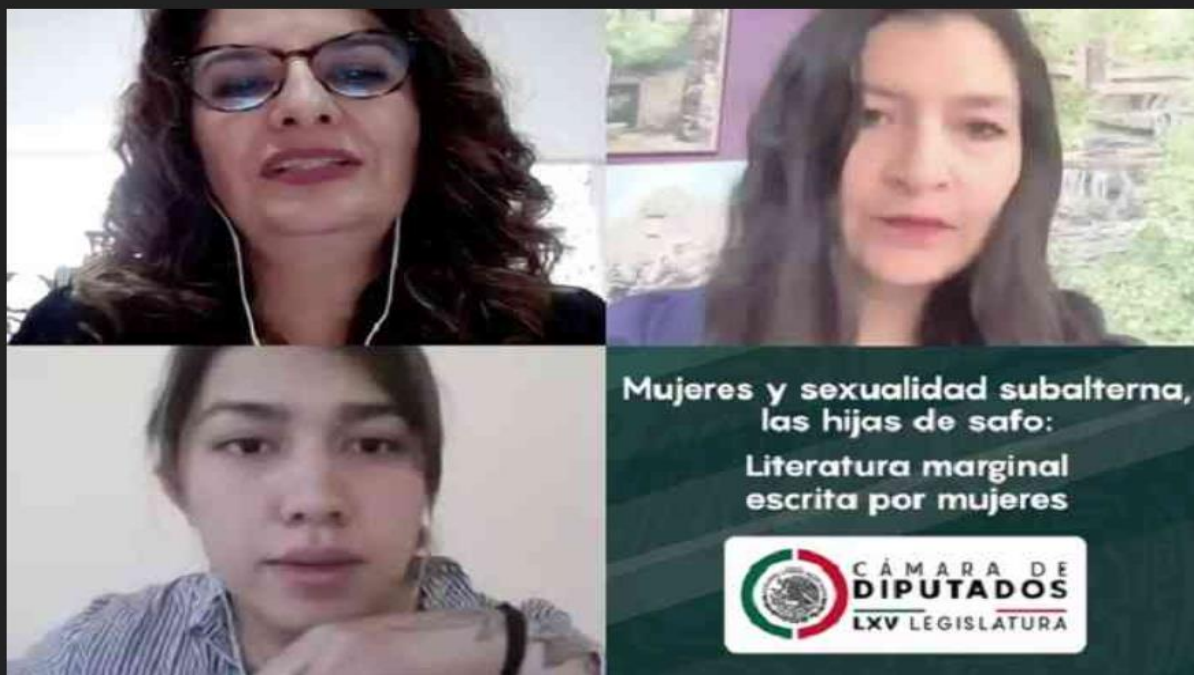 Mujeres y sexualidad subalterna,
las hijas de safo:
Literatura marginal
escrita por mujeres
CÁMARA DE
DIPUTADOS
LXV LEGISLATURA